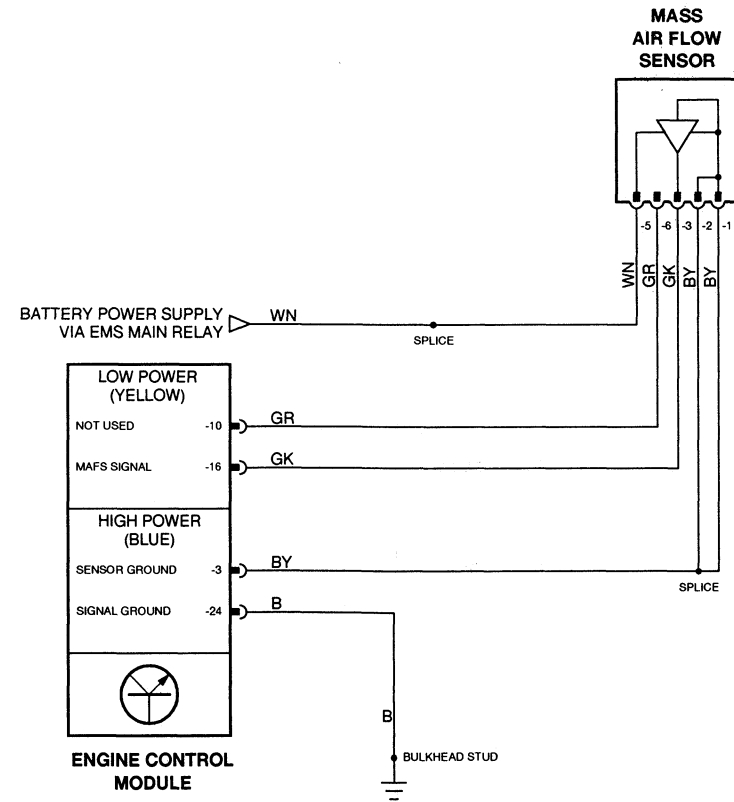 MASS
AIR FLOW
SENSOR
-5 -6 -3 -2 -1
WN GR GK BY BY
BATTERY POWER SUPPLY
VIA EMS MAIN RELAY
WN
SPLICE
LOW POWER
(YELLOW)
NOT USED -10 GR
MAFS SIGNAL -16 GK
HIGH POWER
(BLUE)
SENSOR GROUND -3 BY
SPLICE
SIGNAL GROUND -24 B
B
BULKHEAD STUD
ENGINE CONTROL
MODULE